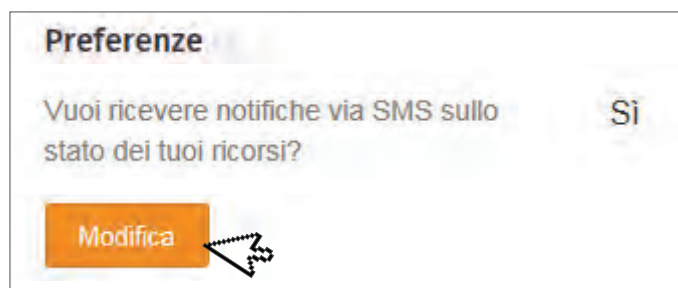 Preferenze
Vuoi ricevere notifiche via SMS sullo Sì
stato dei tuoi ricorsi?
Modifica